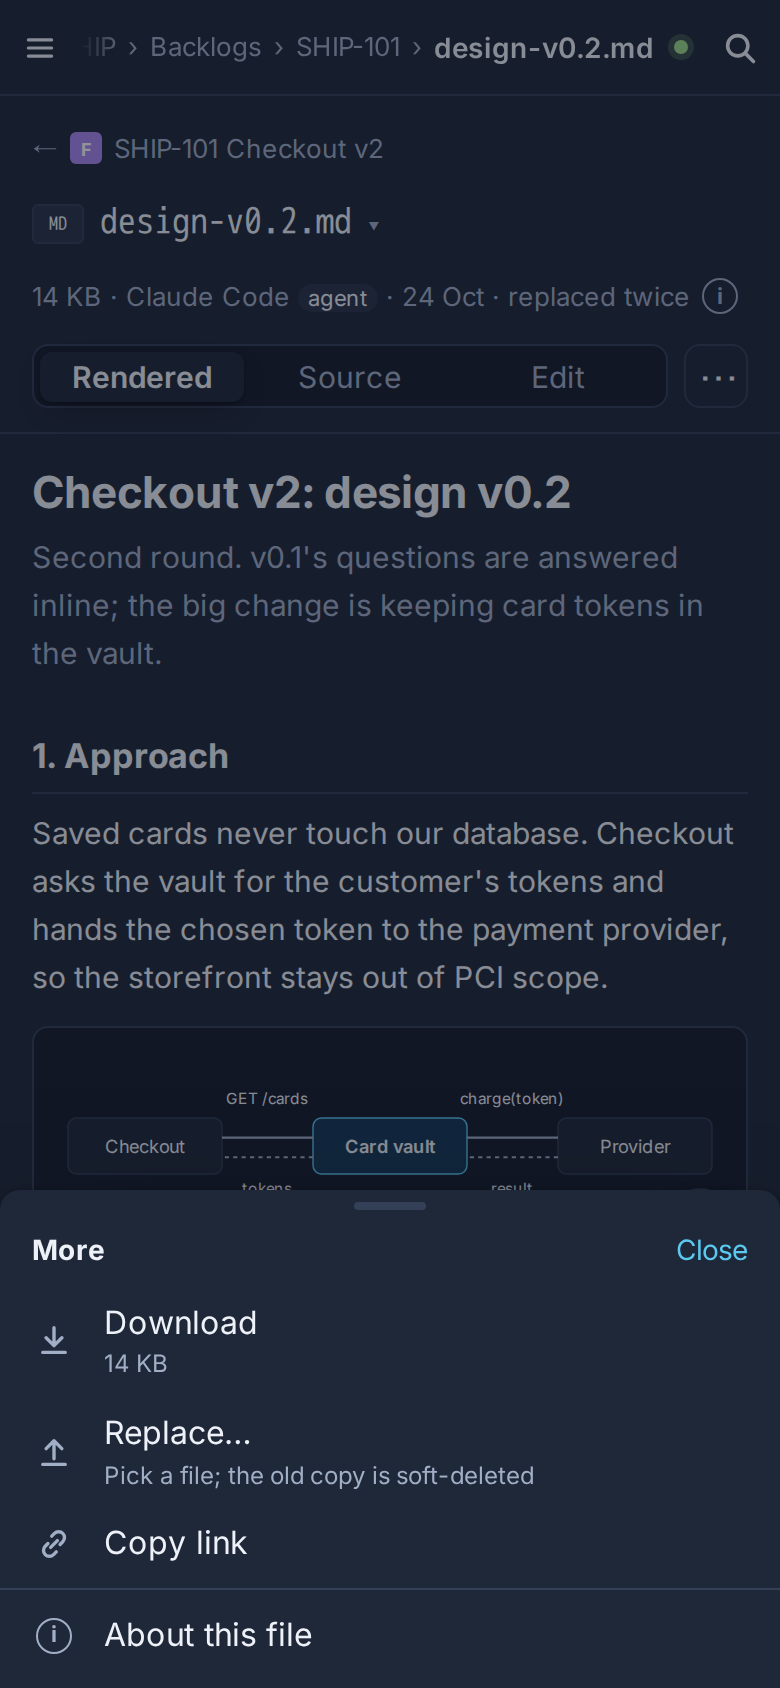 HIP › Backlogs › SHIP-101 › design-v0.2.md
← F SHIP-101 Checkout v2
MD design-v0.2.md ▾
14 KB · Claude Code agent · 24 Oct · replaced twice i
Rendered Source Edit ...
Checkout v2: design v0.2
Second round. v0.1's questions are answered
inline; the big change is keeping card tokens in
the vault.
1. Approach
Saved cards never touch our database. Checkout
asks the vault for the customer's tokens and
hands the chosen token to the payment provider,
so the storefront stays out of PCI scope.
GET /cards charge(token)
Checkout Card vault Provider
tokens result
More Close
Download
14 KB
Replace...
Pick a file; the old copy is soft-deleted
Copy link
i About this file